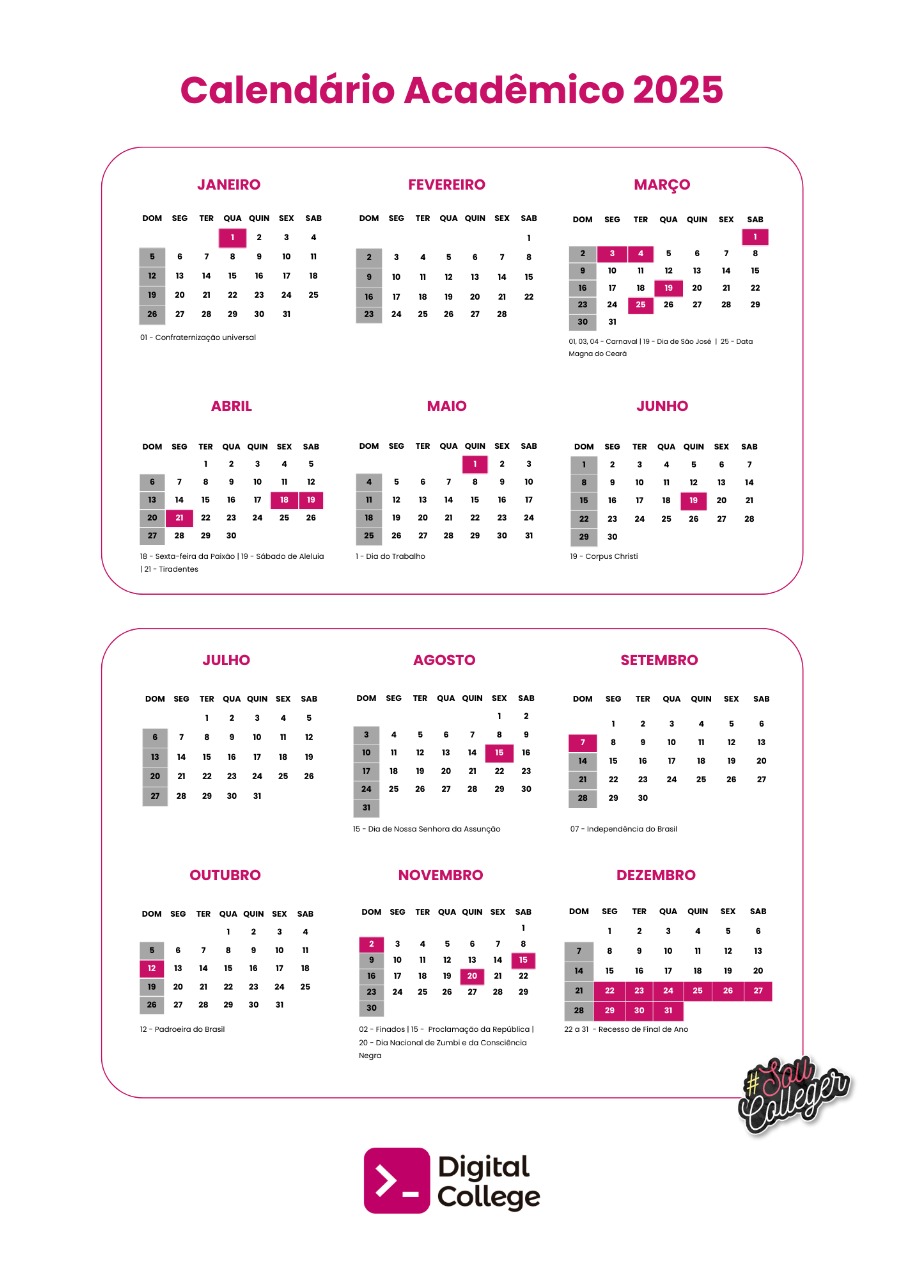 Calendário Acadêmico 2025
JANEIRO
DOM SEG TER QUA QUIN SEX SAB
1 2 3 4
5 6 7 8 9 10 11
12 13 14 15 16 17 18
19 20 21 22 23 24 25
26 27 28 29 30 31
01 - Confraternização universal
FEVEREIRO
DOM SEG TER QUA QUIN SEX SAB
1
2 3 4 5 6 7 8
9 10 11 12 13 14 15
16 17 18 19 20 21 22
23 24 25 26 27 28
MARÇO
DOM SEG TER QUA QUIN SEX SAB
1
2 3 4 5 6 7 8
9 10 11 12 13 14 15
16 17 18 19 20 21 22
23 24 25 26 27 28 29
30 31
01, 03, 04 - Carnaval | 19 - Dia de São José | 25 - Data
Magna do Ceará
ABRIL
DOM SEG TER QUA QUIN SEX SAB
1 2 3 4 5
6 7 8 9 10 11 12
13 14 15 16 17 18 19
20 21 22 23 24 25 26
27 28 29 30
18 - Sexta-feira da Paixão | 19 - Sábado de Aleluia
| 21 - Tiradentes
MAIO
DOM SEG TER QUA QUIN SEX SAB
1 2 3
4 5 6 7 8 9 10
11 12 13 14 15 16 17
18 19 20 21 22 23 24
25 26 27 28 29 30 31
1 - Dia do Trabalho
JUNHO
DOM SEG TER QUA QUIN SEX SAB
1 2 3 4 5 6 7
8 9 10 11 12 13 14
15 16 17 18 19 20 21
22 23 24 25 26 27 28
29 30
19 - Corpus Christi
JULHO
DOM SEG TER QUA QUIN SEX SAB
1 2 3 4 5
6 7 8 9 10 11 12
13 14 15 16 17 18 19
20 21 22 23 24 25 26
27 28 29 30 31
AGOSTO
DOM SEG TER QUA QUIN SEX SAB
1 2
3 4 5 6 7 8 9
10 11 12 13 14 15 16
17 18 19 20 21 22 23
24 25 26 27 28 29 30
31
15 - Dia de Nossa Senhora da Assunção
SETEMBRO
DOM SEG TER QUA QUIN SEX SAB
1 2 3 4 5 6
7 8 9 10 11 12 13
14 15 16 17 18 19 20
21 22 23 24 25 26 27
28 29 30
07 - Independência do Brasil
OUTUBRO
DOM SEG TER QUA QUIN SEX SAB
1 2 3 4
5 6 7 8 9 10 11
12 13 14 15 16 17 18
19 20 21 22 23 24 25
26 27 28 29 30 31
12 - Padroeira do Brasil
NOVEMBRO
DOM SEG TER QUA QUIN SEX SAB
1
2 3 4 5 6 7 8
9 10 11 12 13 14 15
16 17 18 19 20 21 22
23 24 25 26 27 28 29
30
02 - Finados | 15 - Proclamação da República |
20 - Dia Nacional de Zumbi e da Consciência
Negra
DEZEMBRO
DOM SEG TER QUA QUIN SEX SAB
1 2 3 4 5 6
7 8 9 10 11 12 13
14 15 16 17 18 19 20
21 22 23 24 25 26 27
28 29 30 31
22 a 31 - Recesso de Final de Ano
#Sou
Colleger
Digital
College